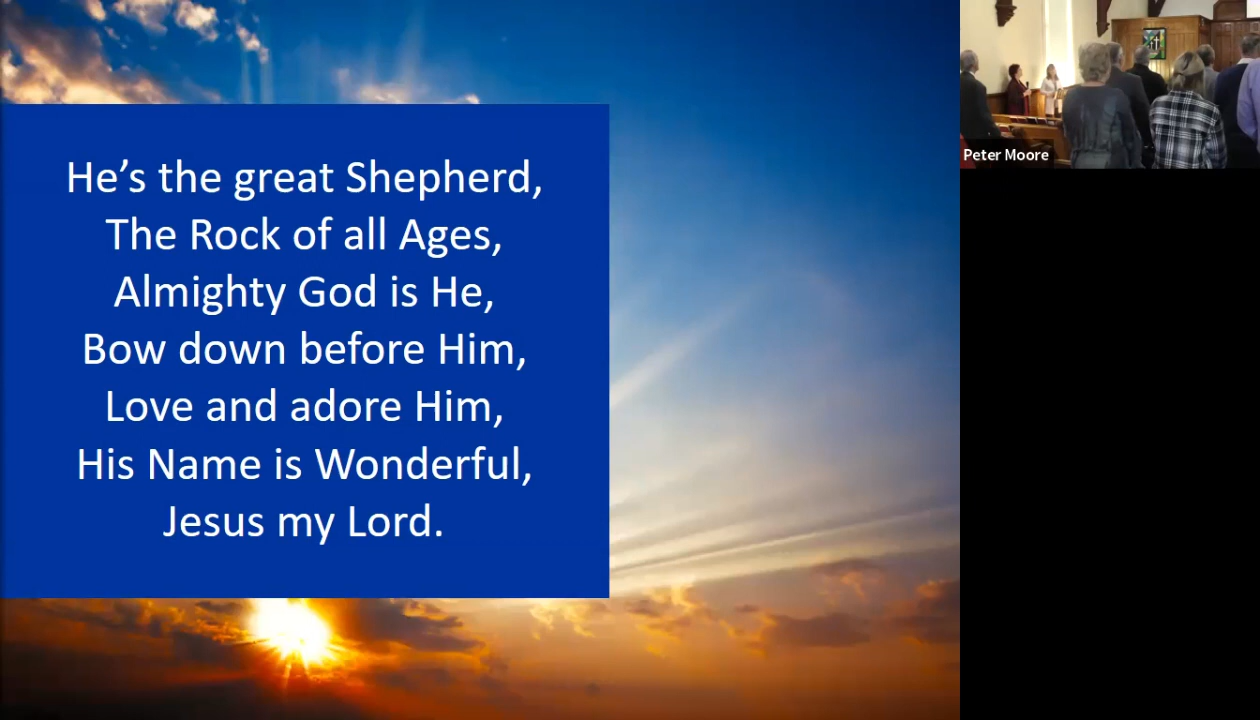 He’s the great Shepherd,
The Rock of all Ages,
Almighty God is He,
Bow down before Him,
Love and adore Him,
His Name is Wonderful,
Jesus my Lord.
Peter Moore